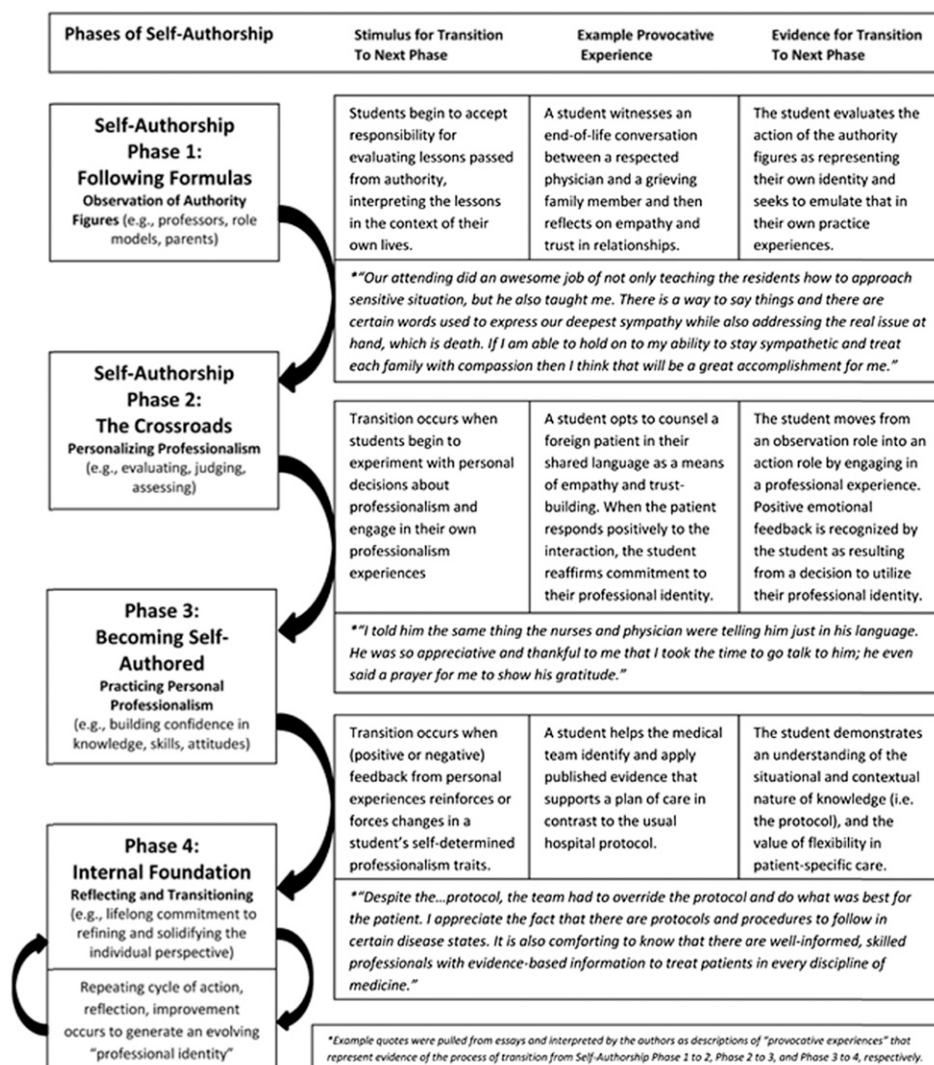 Phases of Self-Authorship
Stimulus for Transition
To Next Phase
Example Provocative
Experience
Evidence for Transition
To Next Phase
Self-Authorship
Phase 1:
Following Formulas
Observation of Authority
Figures (e.g., professors, role
models, parents)
Students begin to accept
responsibility for
evaluating lessons passed
from authority,
interpreting the lessons
in the context of their
own lives.
A student witnesses an
end-of-life conversation
between a respected
physician and a grieving
family member and then
reflects on empathy and
trust in relationships.
The student evaluates the
action of the authority
figures as representing
their own identity and
seeks to emulate that in
their own practice
experiences.
*"Our attending did an awesome job of not only teaching the residents how to approach
sensitive situation, but he also taught me. There is a way to say things and there are
certain words used to express our deepest sympathy while also addressing the real issue at
hand, which is death. If I am able to hold on to my ability to stay sympathetic and treat
each family with compassion then I think that will be a great accomplishment for me."
Self-Authorship
Phase 2:
The Crossroads
Personalizing Professionalism
(e.g., evaluating, judging,
assessing)
Transition occurs when
students begin to
experiment with personal
decisions about
professionalism and
engage in their own
professionalism
experiences
A student opts to counsel a
foreign patient in their
shared language as a means
of empathy and trust-
building. When the patient
responds positively to the
interaction, the student
reaffirms commitment to
their professional identity.
The student moves from
an observation role into an
action role by engaging in
a professional experience.
Positive emotional
feedback is recognized by
the student as resulting
from a decision to utilize
their professional identity.
*"I told him the same thing the nurses and physician were telling him just in his language.
He was so appreciative and thankful to me that I took the time to go talk to him; he even
said a prayer for me to show his gratitude."
Phase 3:
Becoming Self-
Authored
Practicing Personal
Professionalism
(e.g., building confidence in
knowledge, skills, attitudes)
Transition occurs when
(positive or negative)
feedback from personal
experiences reinforces or
forces changes in a
student's self-determined
professionalism traits.
A student helps the medical
team identify and apply
published evidence that
supports a plan of care in
contrast to the usual
hospital protocol.
The student demonstrates
an understanding of the
situational and contextual
nature of knowledge (i.e.
the protocol), and the
value of flexibility in
patient-specific care.
*"Despite the...protocol, the team had to override the protocol and do what was best for
the patient. I appreciate the fact that there are protocols and procedures to follow in
certain disease states. It is also comforting to know that there are well-informed, skilled
professionals with evidence-based information to treat patients in every discipline of
medicine."
Phase 4:
Internal Foundation
Reflecting and Transitioning
(e.g., lifelong commitment to
refining and solidifying the
individual perspective)
Repeating cycle of action,
reflection, improvement
occurs to generate an evolving
"professional identity"
*Example quotes were pulled from essays and interpreted by the authors as descriptions of "provocative experiences" that
represent evidence of the process of transition from Self-Authorship Phase 1 to 2, Phase 2 to 3, and Phase 3 to 4, respectively.